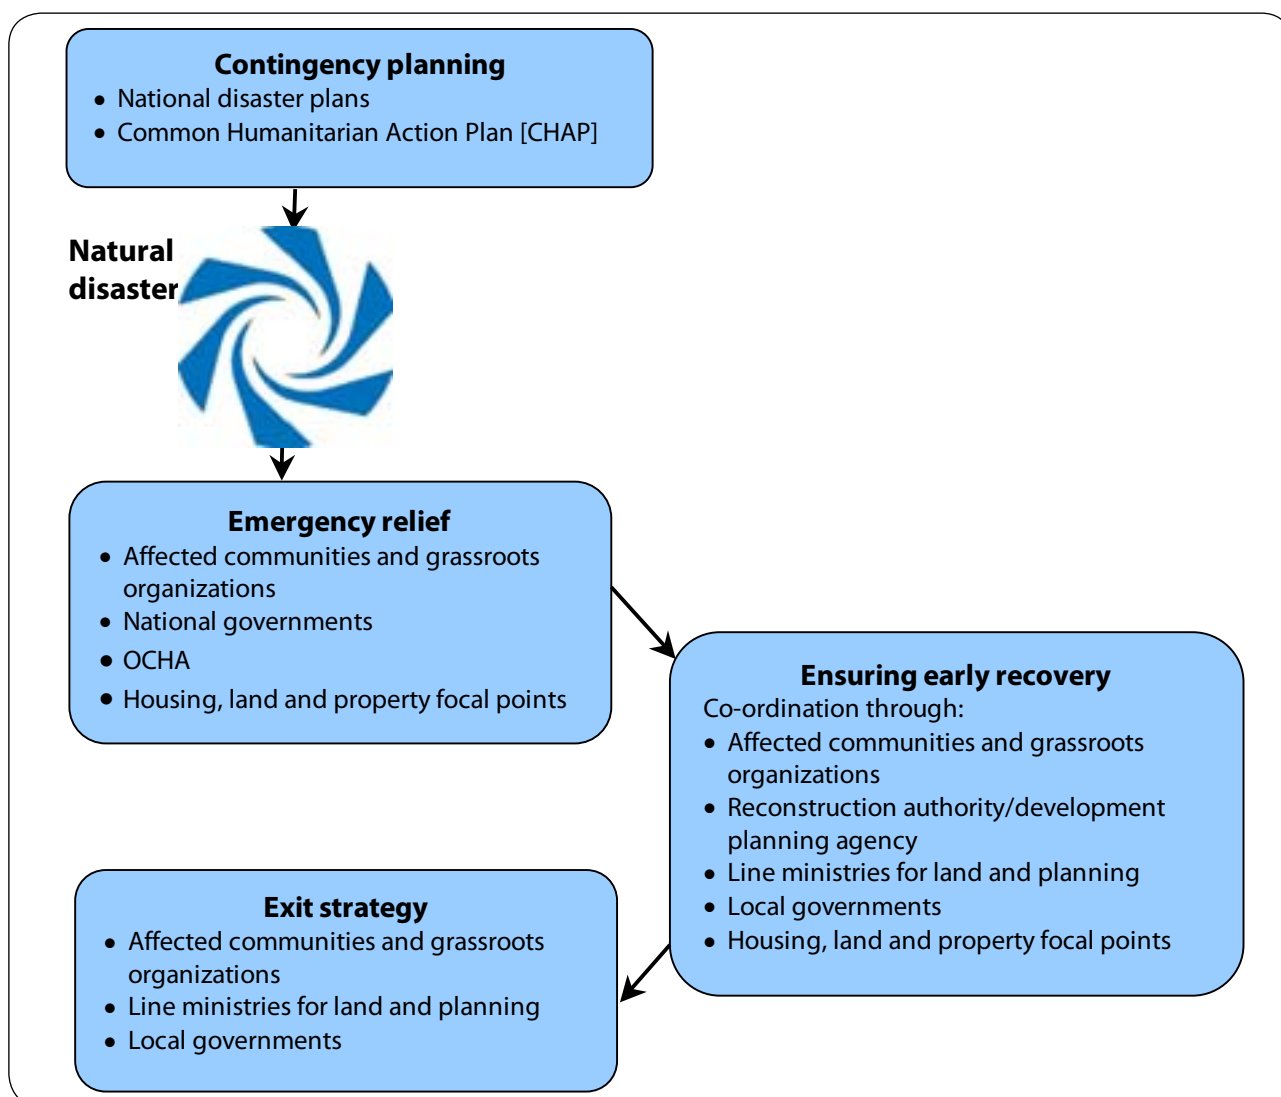 Contingency planning
• National disaster plans
• Common Humanitarian Action Plan [CHAP]
Natural
disaster
Emergency relief
• Affected communities and grassroots
organizations
• National governments
• OCHA
• Housing, land and property focal points
Ensuring early recovery
Co-ordination through:
• Affected communities and grassroots
organizations
• Reconstruction authority/development
planning agency
• Line ministries for land and planning
• Local governments
• Housing, land and property focal points
Exit strategy
• Affected communities and grassroots
organizations
• Line ministries for land and planning
• Local governments